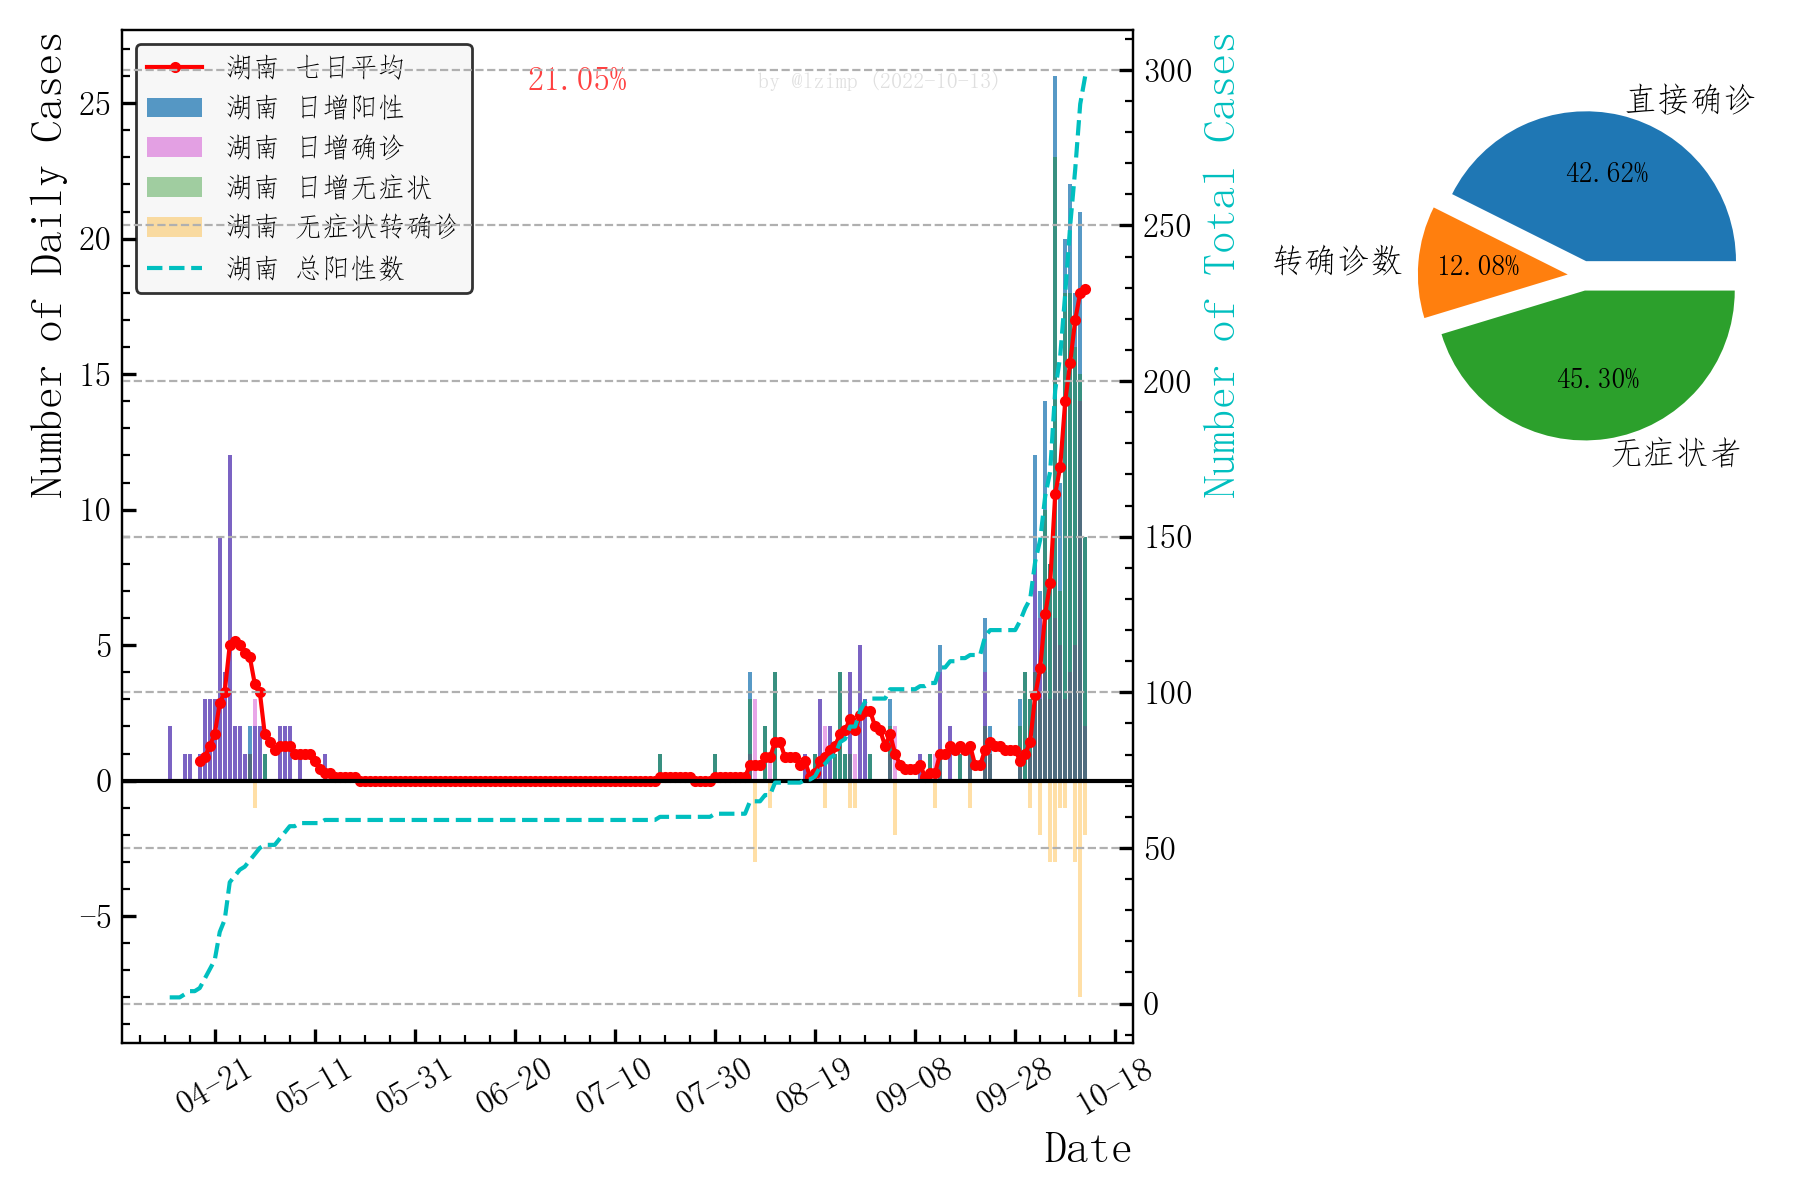 Number of Daily Cases
25
20
15
10
5
0
−5
湖南 七日平均
湖南 日增阳性
湖南 日增确诊
湖南 日增无症状
湖南 无症状转确诊
湖南 总阳性数
21.05%
by @lzimp (2022-10-13)
300
250
200
150
100
50
0
Number of Total Cases
04-21
05-11
05-31
06-20
07-10
07-30
08-19
09-08
09-28
10-18
Date
直接确诊
42.62%
转确诊数
12.08%
45.30%
无症状者